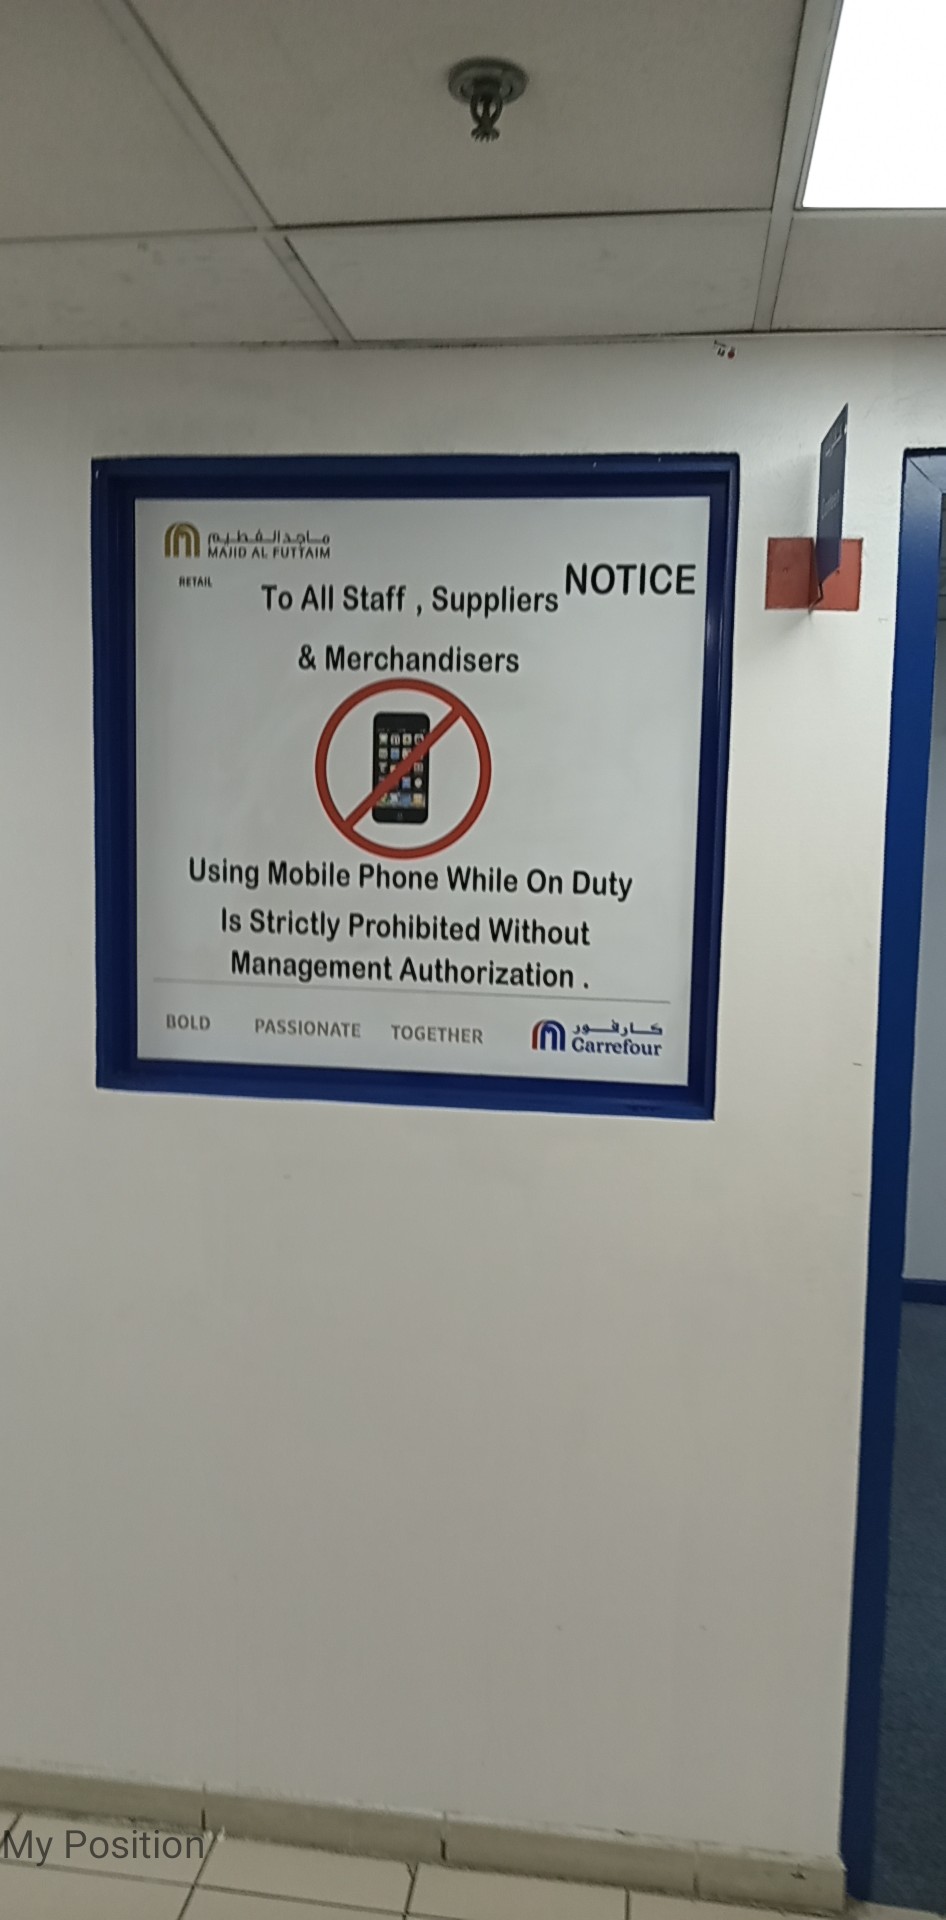 ماجد الفطيم
MAJID AL FUTTAIM
RETAIL
NOTICE
To All Staff , Suppliers
& Merchandisers
Using Mobile Phone While On Duty
Is Strictly Prohibited Without
Management Authorization .
BOLD PASSIONATE TOGETHER
كارفور
Carrefour
My Position